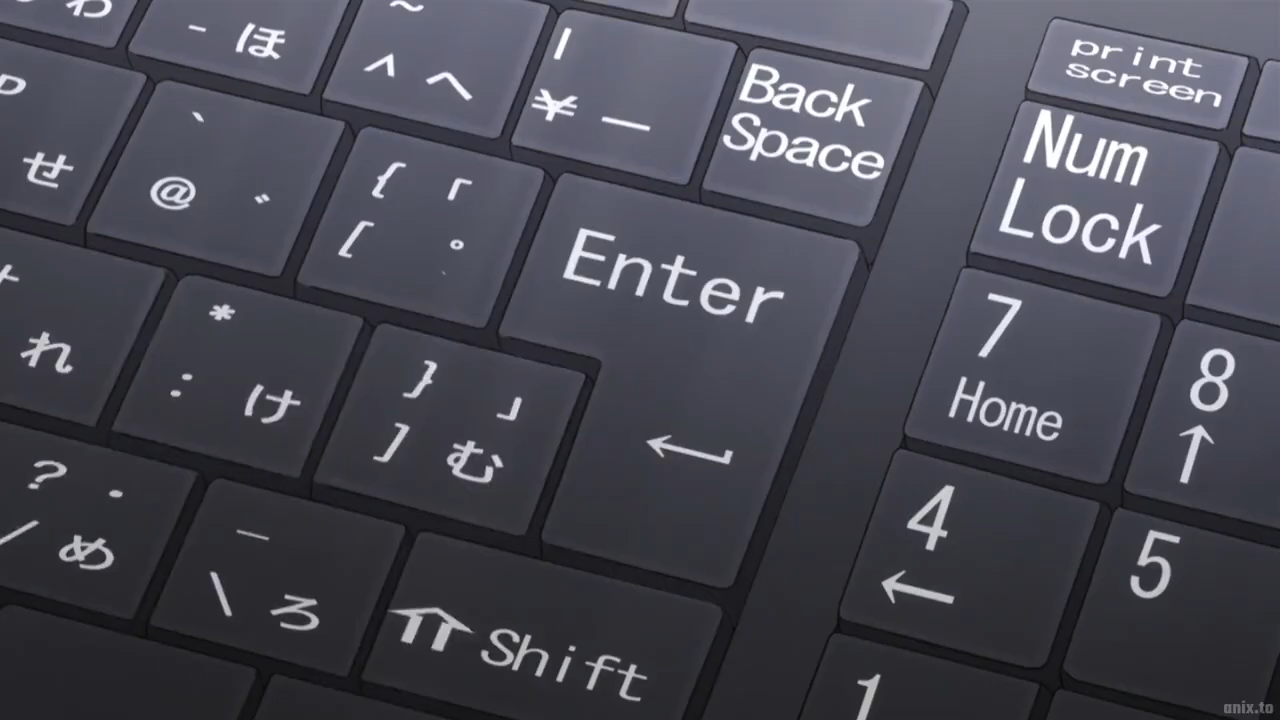 わ
- ほ
~
^ へ
|
¥ ー
Back
Space
print
screen
Num
Lock
P
せ
`
@ ゛
{ 「
[ ゜
Enter
7
Home
8
↑
れ
*
: け
} 」
] む
←
4
←
5
? ・
/ め
_
\ ろ
⇧ Shift
1
anix.to